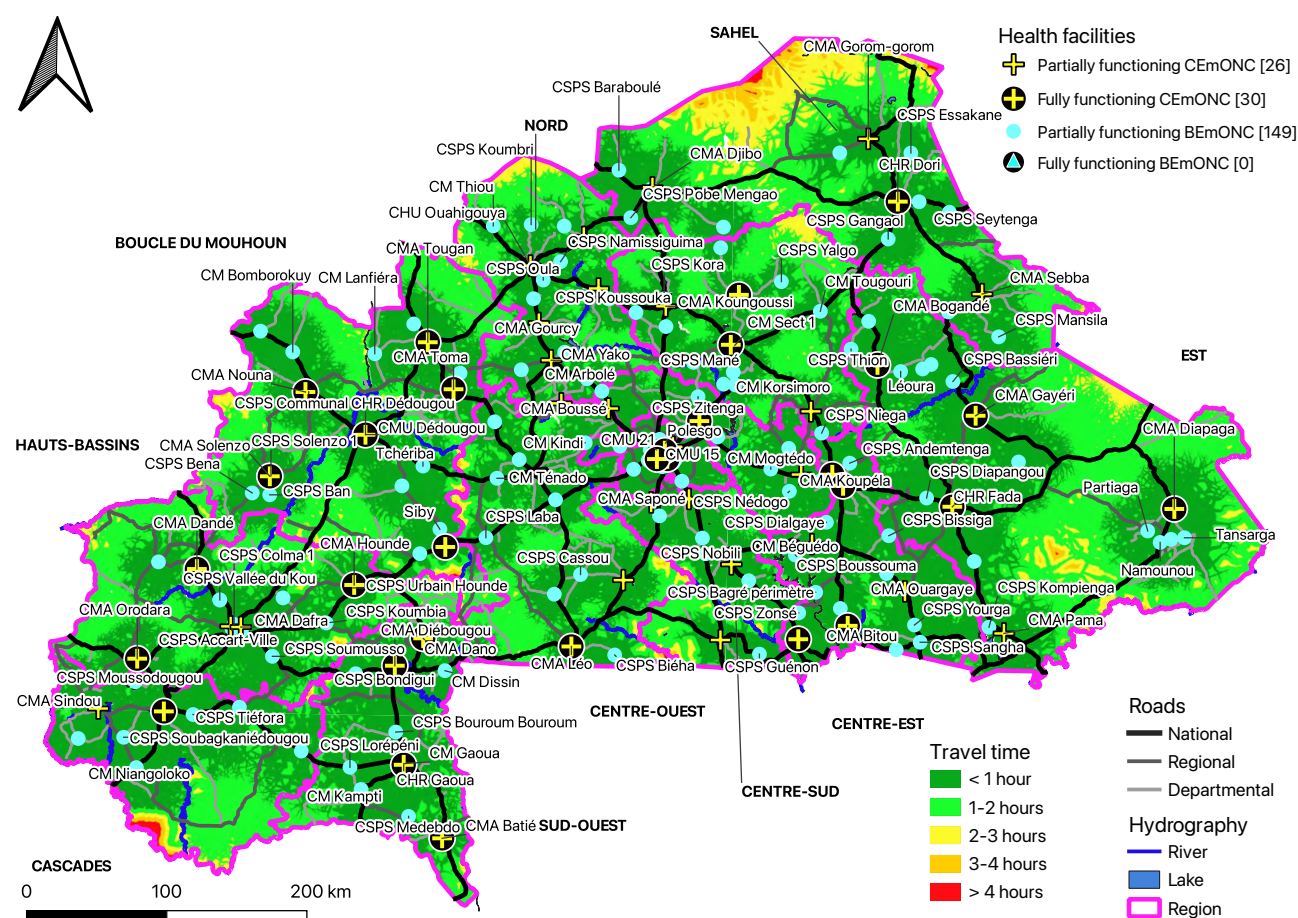 SAHEL
CMA Gorom-gorom
CSPS Baraboulé
CSPS Essakane
NORD
CSPS Koumbri
CMA Djibo
CHR Dori
CM Thiou
CSPS Pobe Mengao
CHU Ouahigouya
CSPS Gangaol
CSPS Seytenga
BOUCLE DU MOUHOUN
CMA Tougan
CSPS Namissiguima
CSPS Yalgo
CSPS Oula
CSPS Kora
CM Bomborokuy
CM Lanfiéra
CM Tougouri
CMA Sebba
CSPS Koussouka
CMA Koungoussi
CMA Bogandé
CMA Gourcy
CM Sect 1
CSPS Mansila
CMA Toma
CMA Yako
CSPS Mané
CSPS Thion
CSPS Bassiéri
EST
CMA Nouna
CM Arbolé
CM Korsimoro
Léoura
CMA Gayéri
CSPS Communal
CHR Dédougou
CMA Boussé
CSPS Zitenga
CSPS Niega
CMU Dédougou
Polesgo
CMA Diapaga
HAUTS-BASSINS
CMA Solenzo
CSPS Solenzo 1
CM Kindi
CMU 21
CMU 15
CSPS Andemtenga
Tchériba
CM Mogtédo
CSPS Bena
CSPS Diapangou
CSPS Ban
CM Ténado
CMA Koupéla
Partiaga
CMA Saponé
CSPS Nédogo
CHR Fada
Siby
CSPS Laba
CSPS Bissiga
CMA Dandé
CSPS Dialgaye
Tansarga
CMA Hounde
CSPS Colma 1
CSPS Cassou
CSPS Nobili
CM Béguédo
CSPS Boussouma
Namounou
CSPS Vallée du Kou
CSPS Urbain Hounde
CSPS Bagré périmètre
CMA Ouargaye
CSPS Kompienga
CMA Orodara
CSPS Koumbia
CSPS Zonsé
CSPS Yourga
CMA Dafra
CMA Diébougou
CMA Bitou
CMA Pama
CSPS Accart-Ville
CSPS Soumousso
CMA Dano
CSPS Sangha
CMA Léo
CSPS Biéha
CSPS Guénon
CSPS Moussodougou
CSPS Bondigui
CM Dissin
CMA Sindou
CSPS Tiéfora
CSPS Bouroum Bouroum
CENTRE-OUEST
CENTRE-EST
CSPS Soubagkaniédougou
CSPS Lorépéni
CM Gaoua
CM Niangoloko
CHR Gaoua
CENTRE-SUD
CM Kampti
CSPS Medebdo
CMA Batié
SUD-OUEST
CASCADES
0 100 200 km
Health facilities
Partially functioning CEmONC [26]
Fully functioning CEmONC [30]
Partially functioning BEmONC [149]
Fully functioning BEmONC [0]
Travel time
< 1 hour
1-2 hours
2-3 hours
3-4 hours
> 4 hours
Roads
National
Regional
Departmental
Hydrography
River
Lake
Region